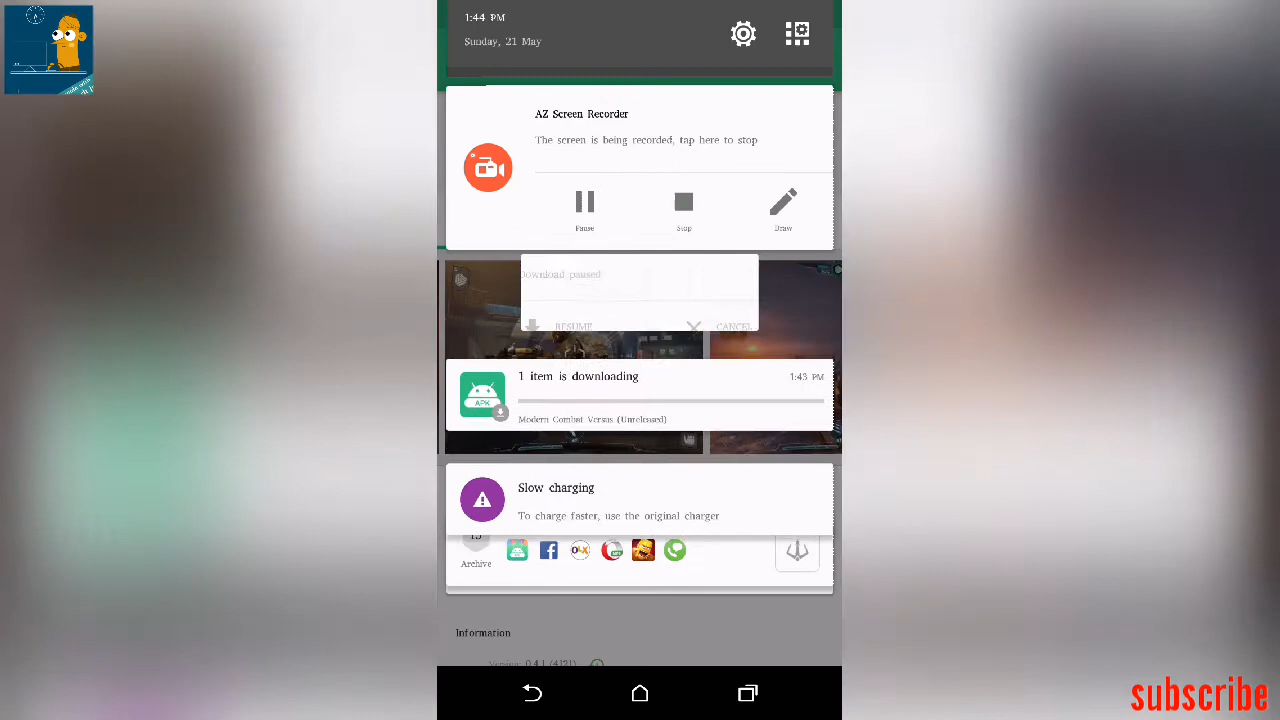 1:44 PM
Sunday, 21 May
AZ Screen Recorder
The screen is being recorded, tap here to stop
Pause
Stop
Draw
Download paused
RESUME
CANCEL
1 item is downloading
1:43 PM
APK
Modern Combat Versus (Unreleased)
Slow charging
To charge faster, use the original charger
Archive
OLX
Information
Version: 0.4.1 (4121)
subscribe